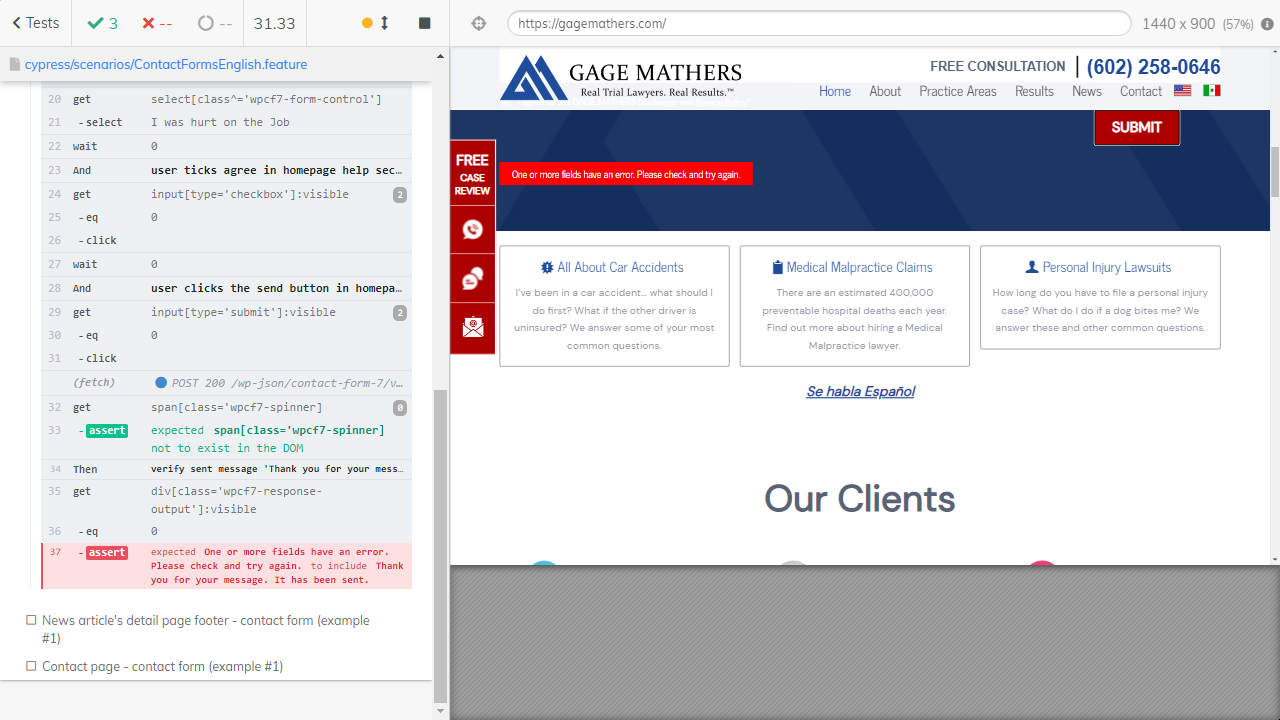 Tests
3
--
--
31.33
https://gagemathers.com/
1440 x 900 (57%)
cypress/scenarios/ContactFormsEnglish.feature
20 get select[class^='wpcf7-form-control']
21 -select I was hurt on the Job
22 wait 0
23 And user ticks agree in homepage help sec…
24 get input[type='checkbox']:visible 2
25 -eq 0
26 -click
27 wait 0
28 And user clicks the send button in homepa…
29 get input[type='submit']:visible 2
30 -eq 0
31 -click
(fetch) POST 200 /wp-json/contact-form-7/v…
32 get span[class='wpcf7-spinner] 0
33 -assert expected span[class='wpcf7-spinner]
not to exist in the DOM
34 Then verify sent message 'Thank you for your mess…
35 get div[class='wpcf7-response-
output']:visible
36 -eq 0
37 -assert expected One or more fields have an error.
Please check and try again. to include Thank
you for your message. It has been sent.
News article's detail page footer - contact form (example
#1)
Contact page - contact form (example #1)
GAGE MATHERS
Real Trial Lawyers. Real Results.™
FREE CONSULTATION | (602) 258-0646
Home About Practice Areas Results News Contact
SUBMIT
FREE
CASE
REVIEW
One or more fields have an error. Please check and try again.
All About Car Accidents
I've been in a car accident… what should I
do first? What if the other driver is
uninsured? We answer some of your most
common questions.
Medical Malpractice Claims
There are an estimated 400,000
preventable hospital deaths each year.
Find out more about hiring a Medical
Malpractice lawyer.
Personal Injury Lawsuits
How long do you have to file a personal injury
case? What do I do if a dog bites me? We
answer these and other common questions.
Se habla Español
Our Clients